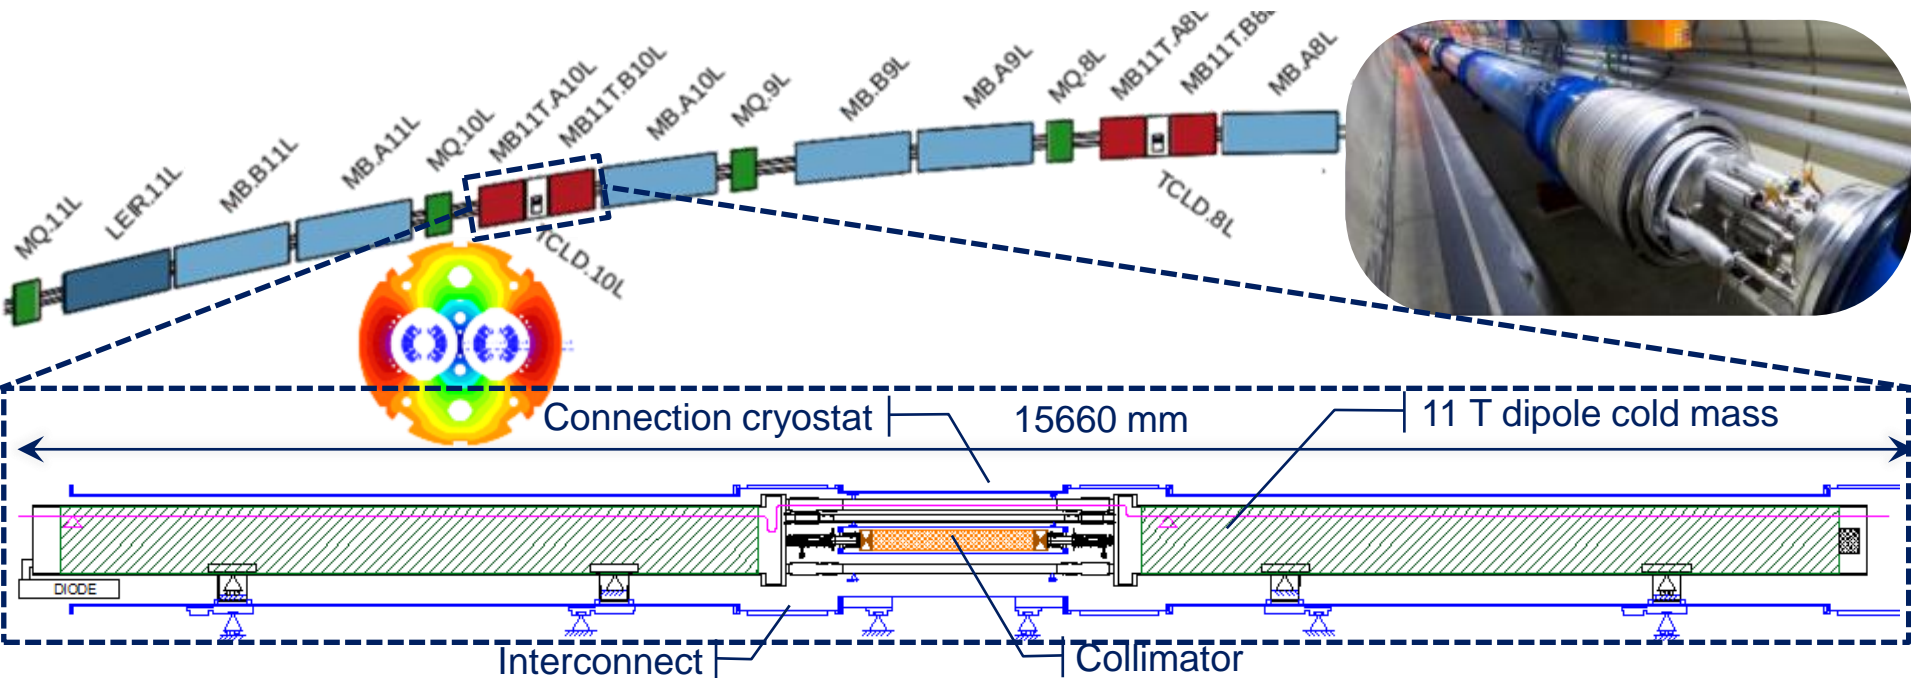 MQ.11L
LEIR.11L
MB.B11L
MB.A11L
MQ.10L
MB11T.A10L
MB11T.B10L
MB.A10L
MQ.9L
MB.B9L
MB.A9L
MQ.8L
MB11T.A8L
MB11T.B8L
MB.A8L
TCLD.10L
TCLD.8L
Connection cryostat
15660 mm
11 T dipole cold mass
DIODE
Interconnect
Collimator